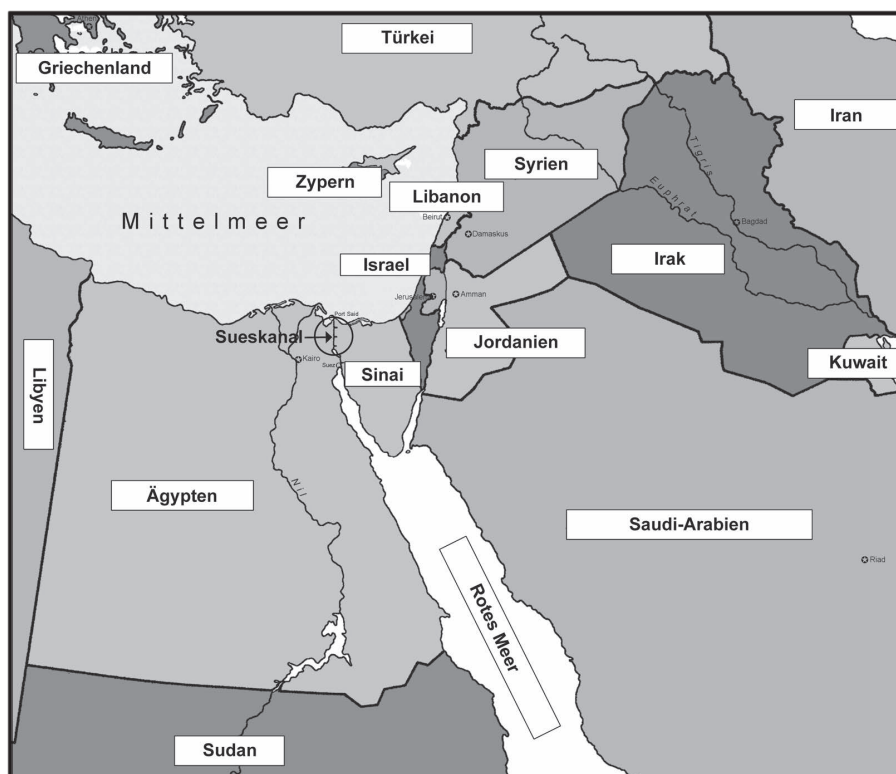 Athen
Türkei
Griechenland
Iran
Tigris
Syrien
Zypern
Euphrat
Libanon
Mittelmeer
Beirut
Bagdad
Damaskus
Israel
Irak
Jerusalem
Amman
Port Said
Sueskanal
Jordanien
Kairo
Suez
Sinai
Kuwait
Libyen
Nil
Ägypten
Saudi-Arabien
Riad
Rotes Meer
Sudan